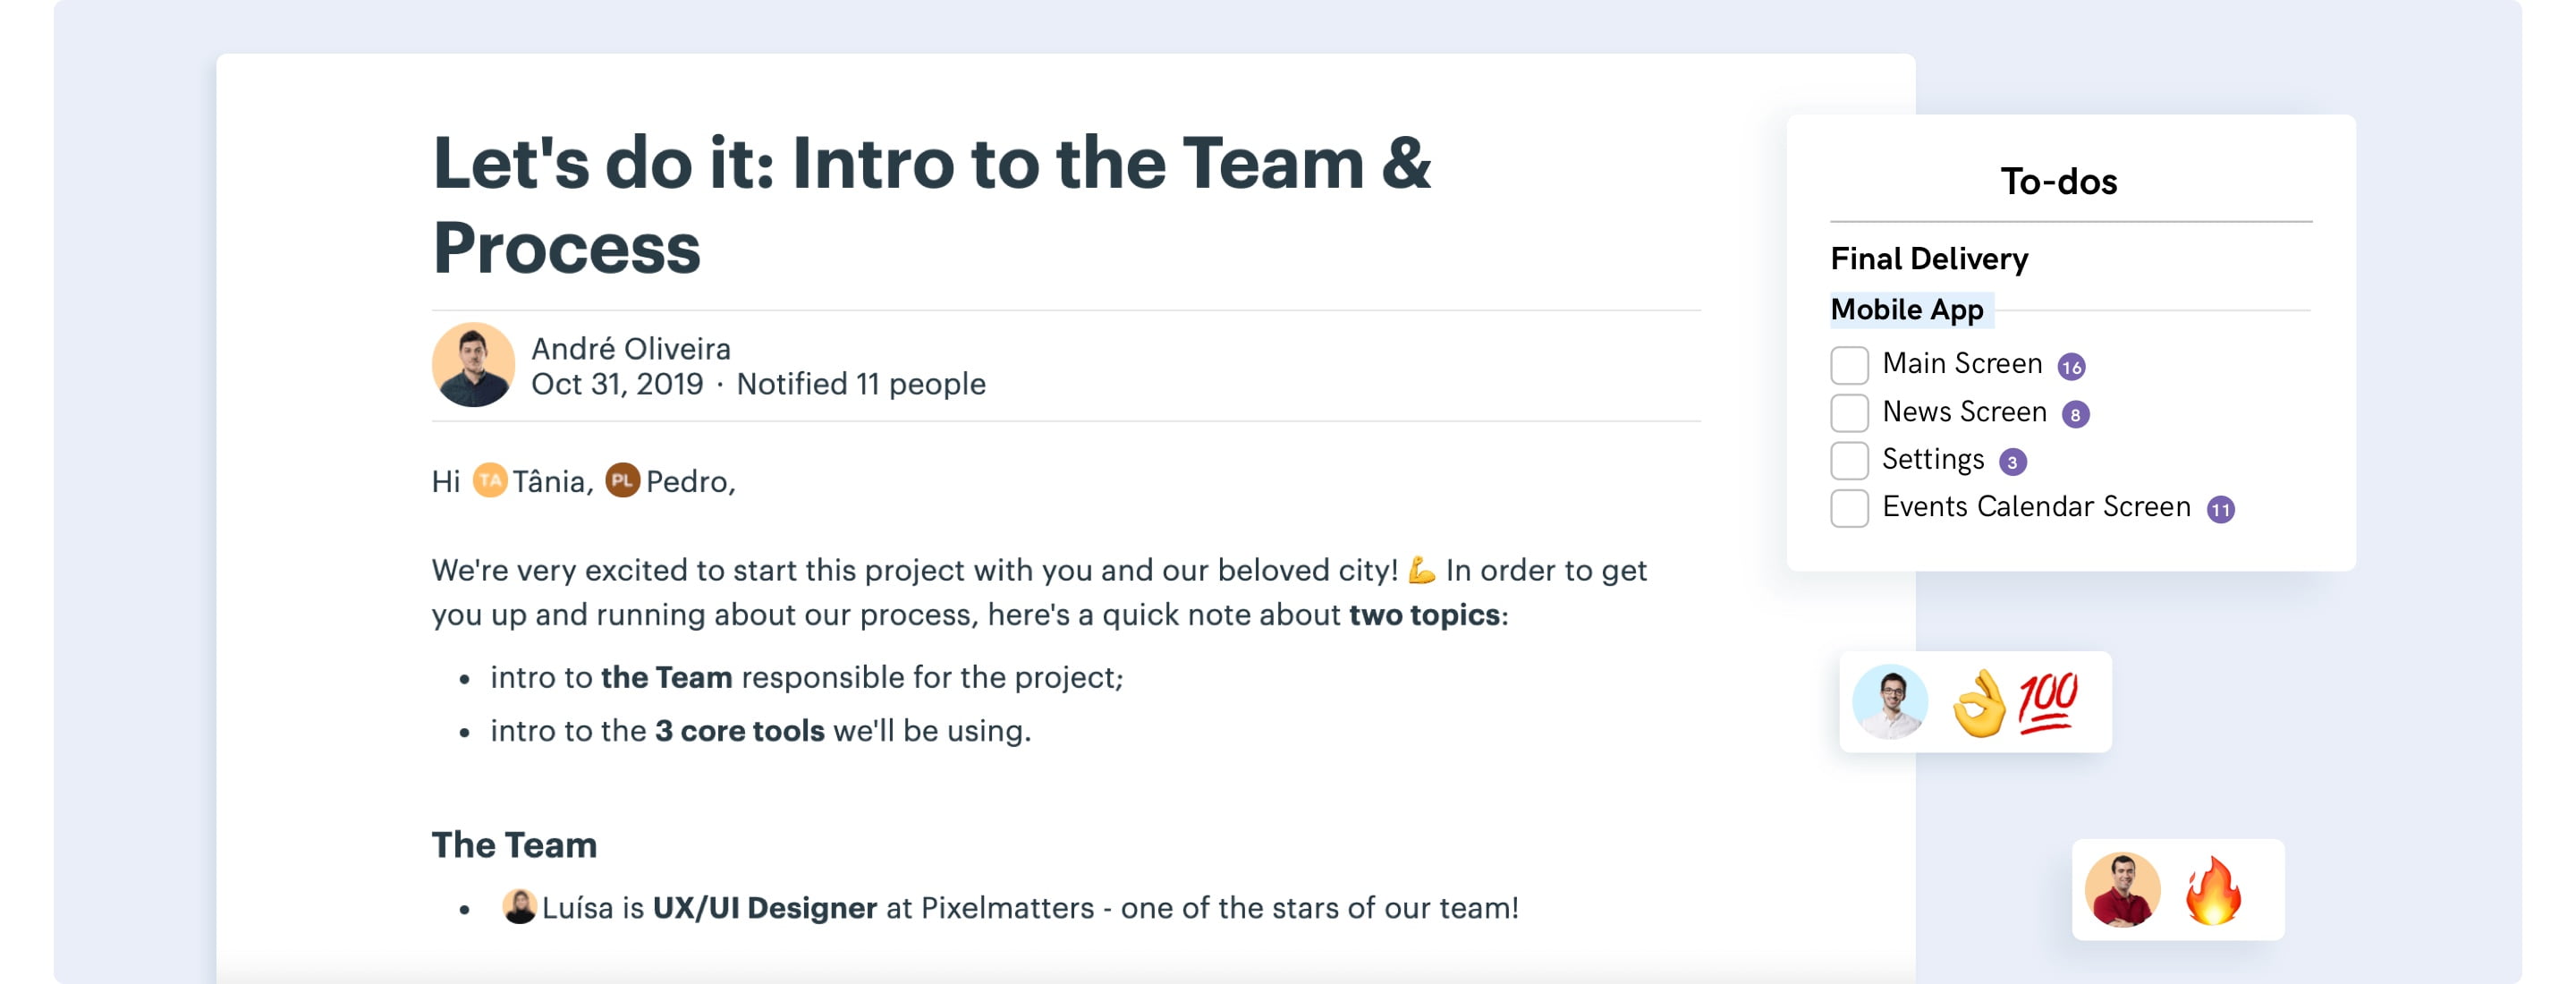 Let's do it: Intro to the Team &
Process
André Oliveira
Oct 31, 2019 · Notified 11 people
Hi TA Tânia, PL Pedro,
We're very excited to start this project with you and our beloved city! 💪 In order to get
you up and running about our process, here's a quick note about two topics:
• intro to the Team responsible for the project;
• intro to the 3 core tools we'll be using.
The Team
• Luísa is UX/UI Designer at Pixelmatters - one of the stars of our team!
To-dos
Final Delivery
Mobile App
Main Screen 16
News Screen 8
Settings 3
Events Calendar Screen 11
👌💯
🔥